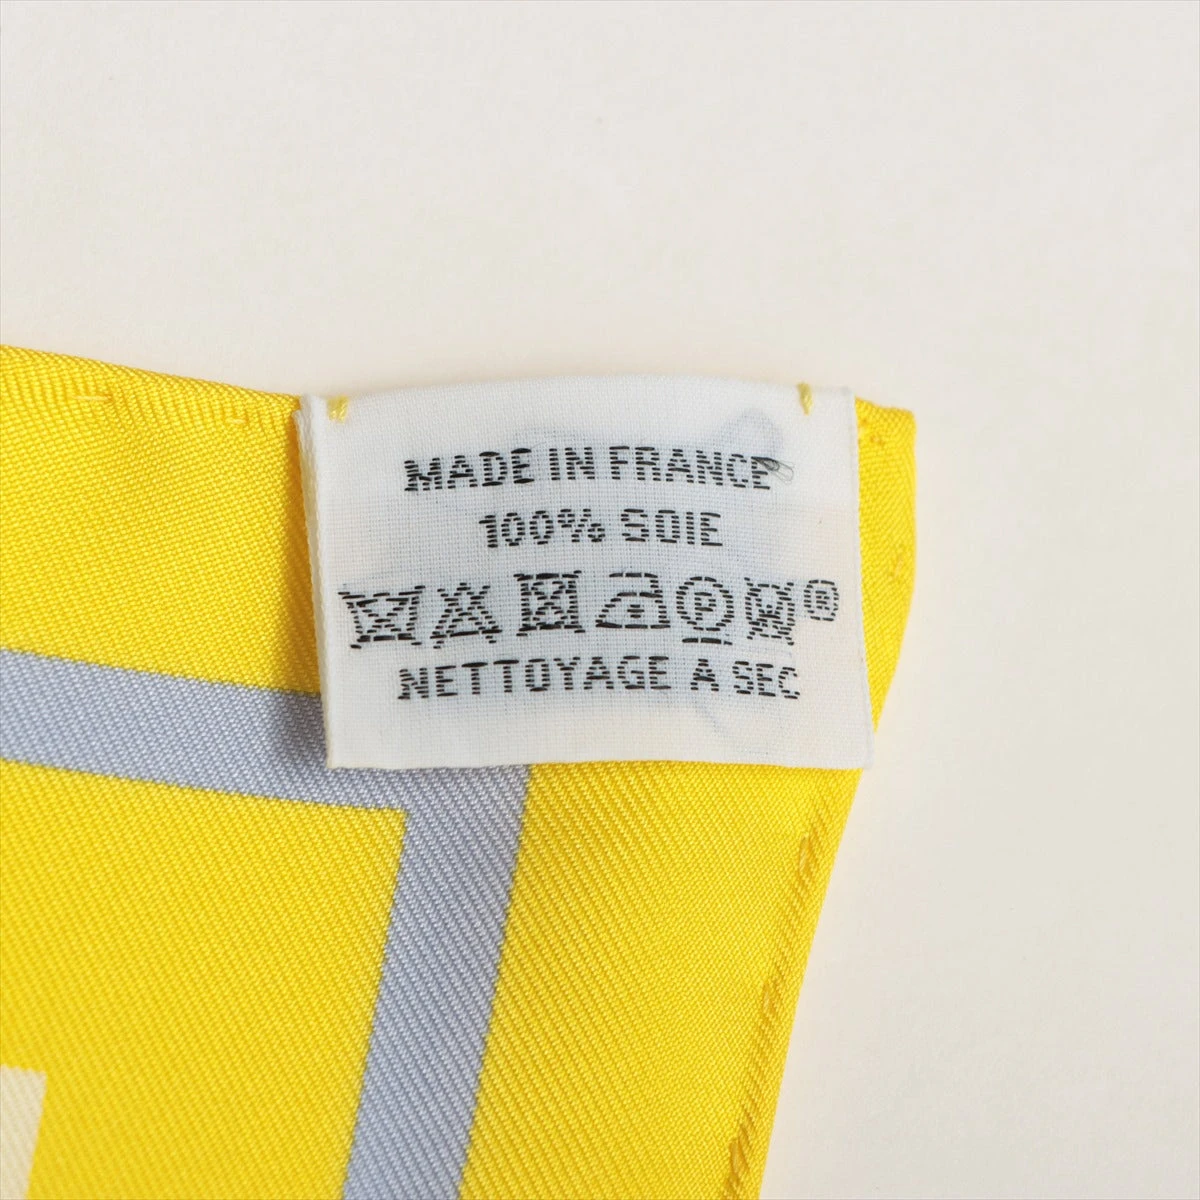 MADE IN FRANCE
100% SOIE
P ®
NETTOYAGE A SEC